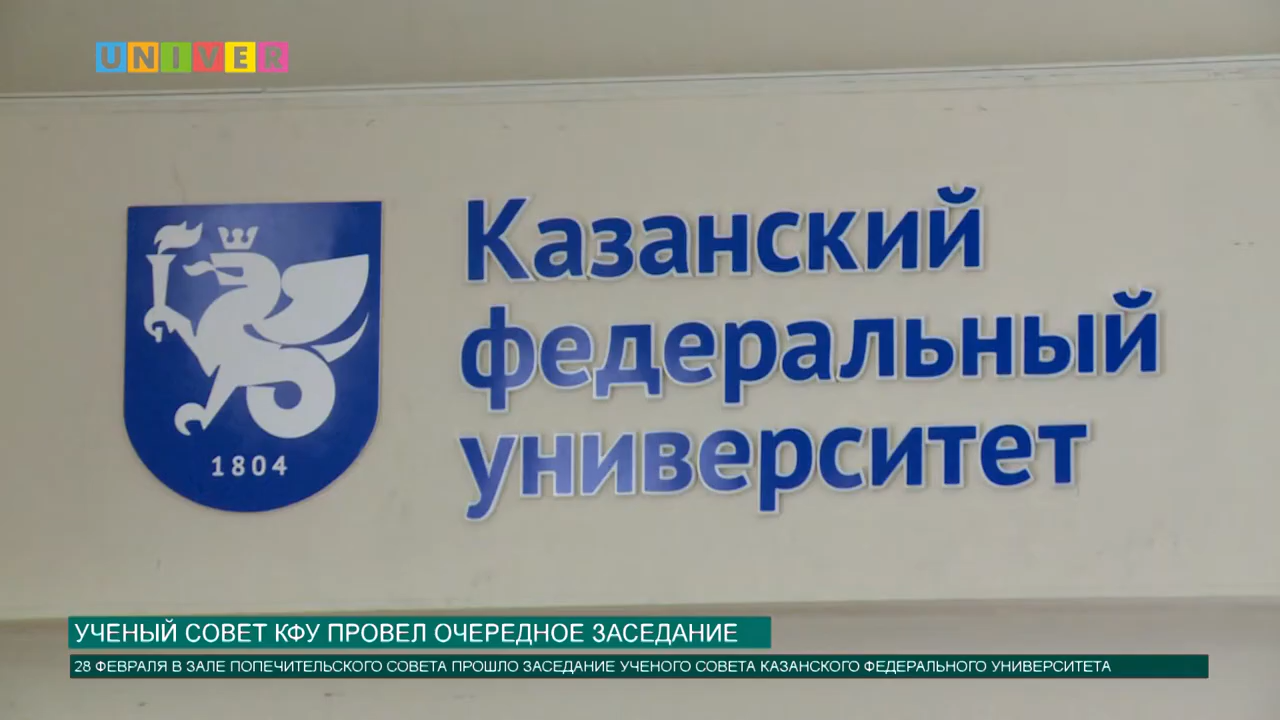 UNIVER
Казанский
федеральный
университет
1804
УЧЕНЫЙ СОВЕТ КФУ ПРОВЕЛ ОЧЕРЕДНОЕ ЗАСЕДАНИЕ
28 ФЕВРАЛЯ В ЗАЛЕ ПОПЕЧИТЕЛЬСКОГО СОВЕТА ПРОШЛО ЗАСЕДАНИЕ УЧЕНОГО СОВЕТА КАЗАНСКОГО ФЕДЕРАЛЬНОГО УНИВЕРСИТЕТА